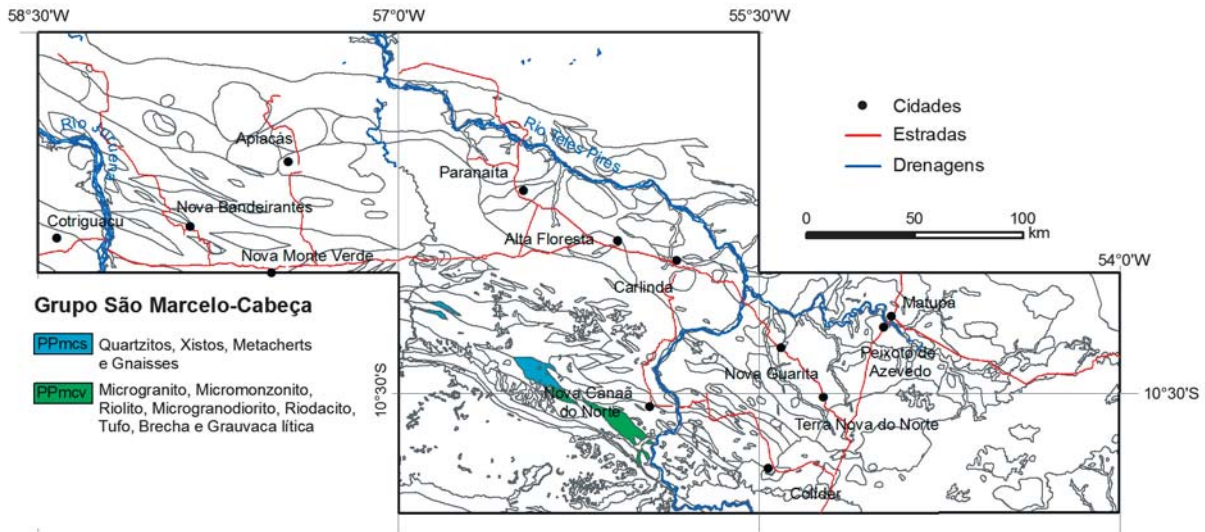 58°30'W
57°0'W
55°30'W
Cidades
Estradas
Drenagens
0
50
100
km
Rio Juruena
Rio Teles Pires
Apiacás
Paranaíta
Nova Bandeirantes
Cotriguaçu
Alta Floresta
Nova Monte Verde
Carlinda
54°0'W
Grupo São Marcelo-Cabeça
PPmcs
Quartzitos, Xistos, Metacherts
e Gnaisses
PPmcv
Microgranito, Micromonzonito,
Riolito, Microgranodiorito, Riodacito,
Tufo, Brecha e Grauvaca lítica
10°30'S
Matupá
Peixoto de
Azevedo
Nova Guarita
Nova Canaã
do Norte
10°30'S
Terra Nova do Norte
Colíder